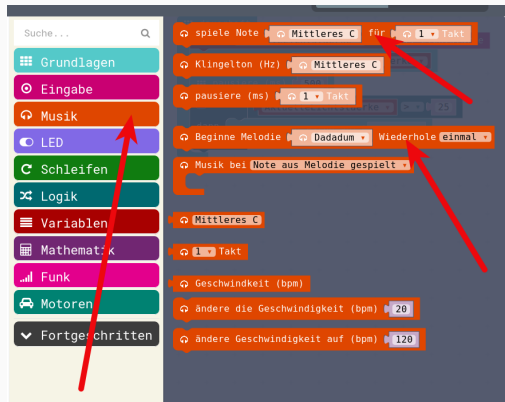 Suche...
Grundlagen
Eingabe
Musik
LED
Schleifen
Logik
Variablen
Mathematik
Funk
Motoren
Fortgeschritten
spiele Note Mittleres C für 1 Takt
Klingelton (Hz) Mittleres C
pausiere (ms) 1 Takt
25
Beginne Melodie Dadadum Wiederhole einmal
Musik bei Note aus Melodie gespielt
Mittleres C
1 Takt
Geschwindkeit (bpm)
ändere die Geschwindigkeit (bpm) 20
ändere Geschwindigkeit auf (bpm) 120